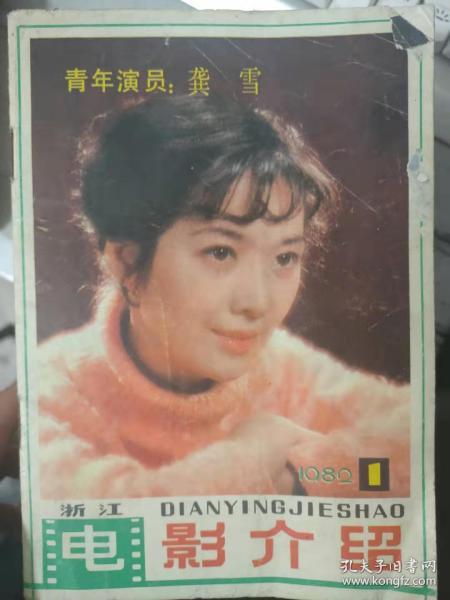 青年演员：龚 雪
1982 1
浙江 DIANYINGJIESHAO
电影介绍
孔夫子旧书网
www.kongfz.com